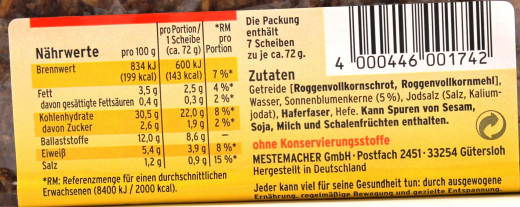 Nährwerte pro 100 g pro Portion/ 1 Scheibe (ca. 72 g) *RM pro Portion
Brennwert 834 kJ (199 kcal) 600 kJ (143 kcal) 7 %*
Fett 3,5 g 2,5 g 4 %*
davon gesättigte Fettsäuren 0,4 g 0,3 g 2 %*
Kohlenhydrate 30,5 g 22,0 g 8 %*
davon Zucker 2,6 g 1,9 g 2 %*
Ballaststoffe 12,0 g 8,6 g –
Eiweiß 5,4 g 3,9 g 8 %*
Salz 1,2 g 0,9 g 15 %*
*RM: Referenzmenge für einen durchschnittlichen
Erwachsenen (8400 kJ / 2000 kcal).
Die Packung
enthält
7 Scheiben
zu je ca. 72 g.
4 000446 001742
Zutaten
Getreide [Roggenvollkornschrot, Roggenvollkornmehl],
Wasser, Sonnenblumenkerne (5 %), Jodsalz (Salz, Kalium-
jodat), Haferfaser, Hefe. Kann Spuren von Sesam,
Soja, Milch und Schalenfrüchten enthalten.
ohne Konservierungsstoffe
MESTEMACHER GmbH · Postfach 2451 · 33254 Gütersloh
Hergestellt in Deutschland
Jeder kann viel für seine Gesundheit tun: durch ausgewogene
Ernährung, regelmäßige Bewegung und gezielte Entspannung.